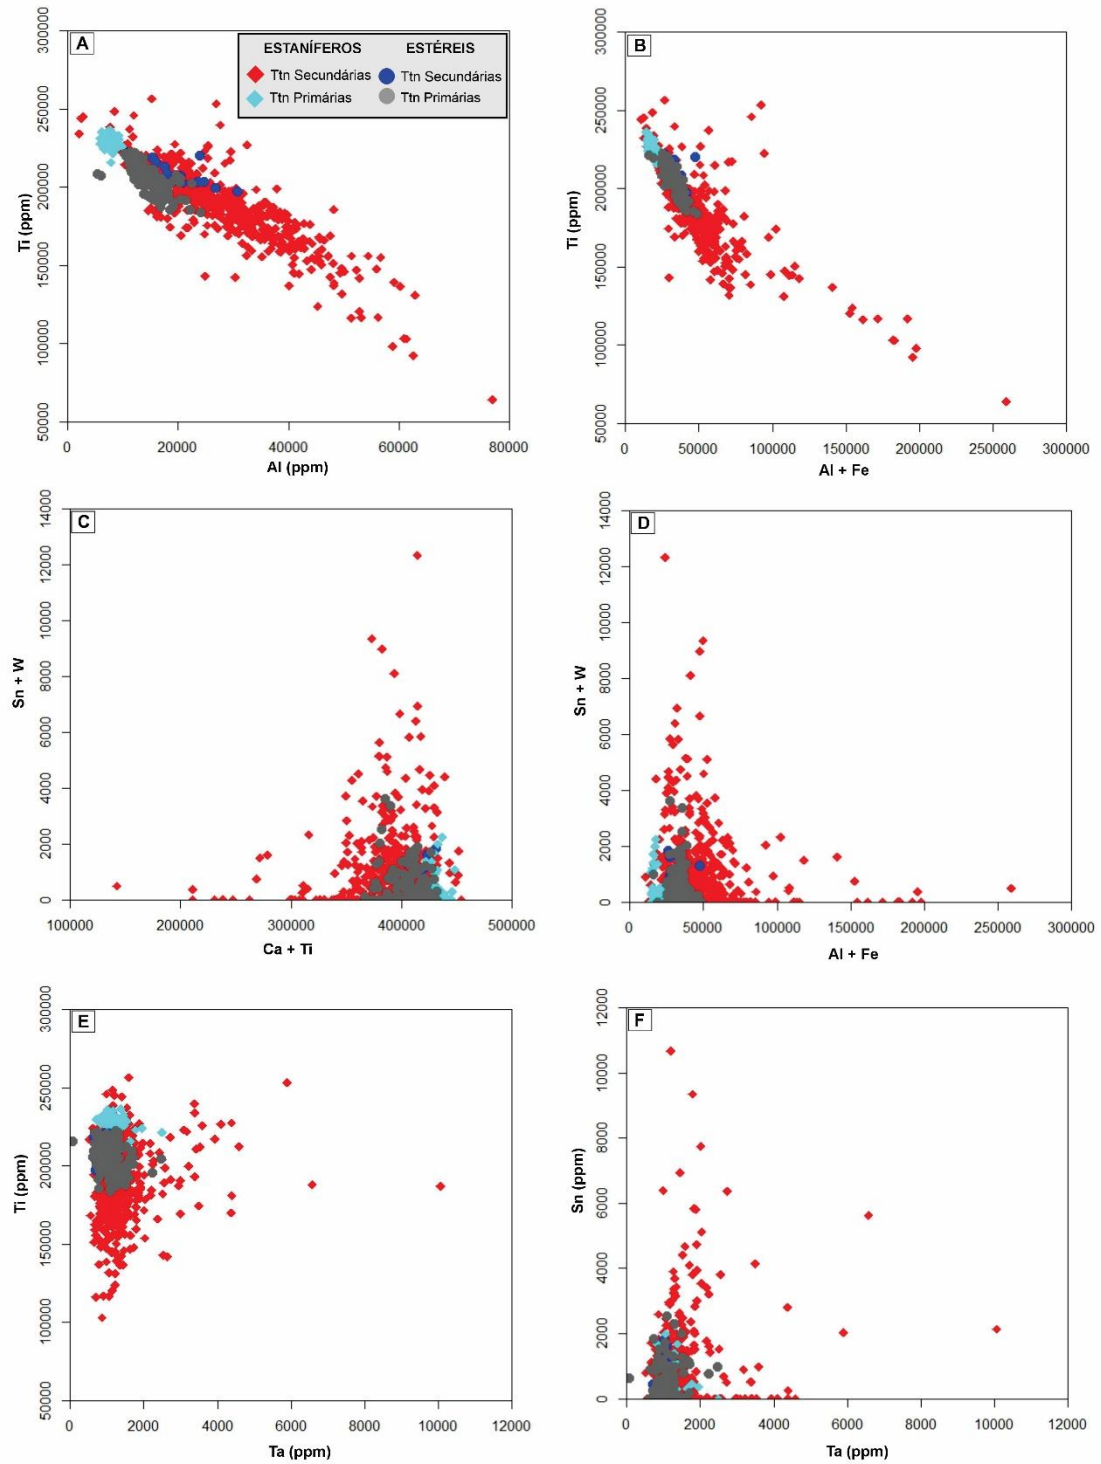 A
ESTANÍFEROS ESTÉREIS
Ttn Secundárias Ttn Secundárias
Ttn Primárias Ttn Primárias
300000
250000
200000
150000
100000
50000
Ti (ppm)
0 20000 40000 60000 80000
Al (ppm)
B
300000
250000
200000
150000
100000
50000
Ti (ppm)
0 50000 100000 150000 200000 250000 300000
Al + Fe
C
14000
12000
10000
8000
6000
4000
2000
0
Sn + W
100000 200000 300000 400000 500000
Ca + Ti
D
14000
12000
10000
8000
6000
4000
2000
0
Sn + W
0 50000 100000 150000 200000 250000 300000
Al + Fe
E
300000
250000
200000
150000
100000
50000
Ti (ppm)
0 2000 4000 6000 8000 10000 12000
Ta (ppm)
F
12000
10000
8000
6000
4000
2000
0
Sn (ppm)
0 2000 4000 6000 8000 10000 12000
Ta (ppm)